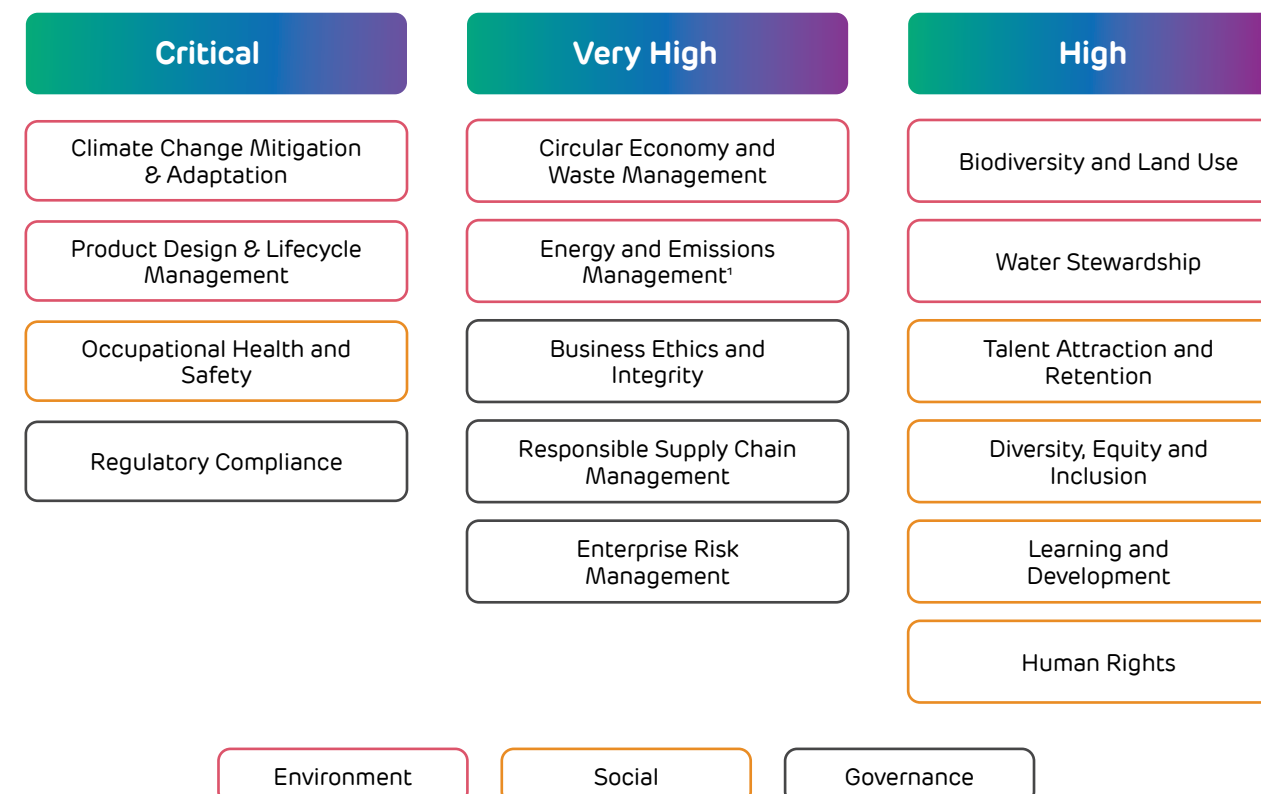 Critical
Climate Change Mitigation
& Adaptation
Product Design & Lifecycle
Management
Occupational Health and
Safety
Regulatory Compliance
Very High
Circular Economy and
Waste Management
Energy and Emissions
Management¹
Business Ethics and
Integrity
Responsible Supply Chain
Management
Enterprise Risk
Management
High
Biodiversity and Land Use
Water Stewardship
Talent Attraction and
Retention
Diversity, Equity and
Inclusion
Learning and
Development
Human Rights
Environment
Social
Governance